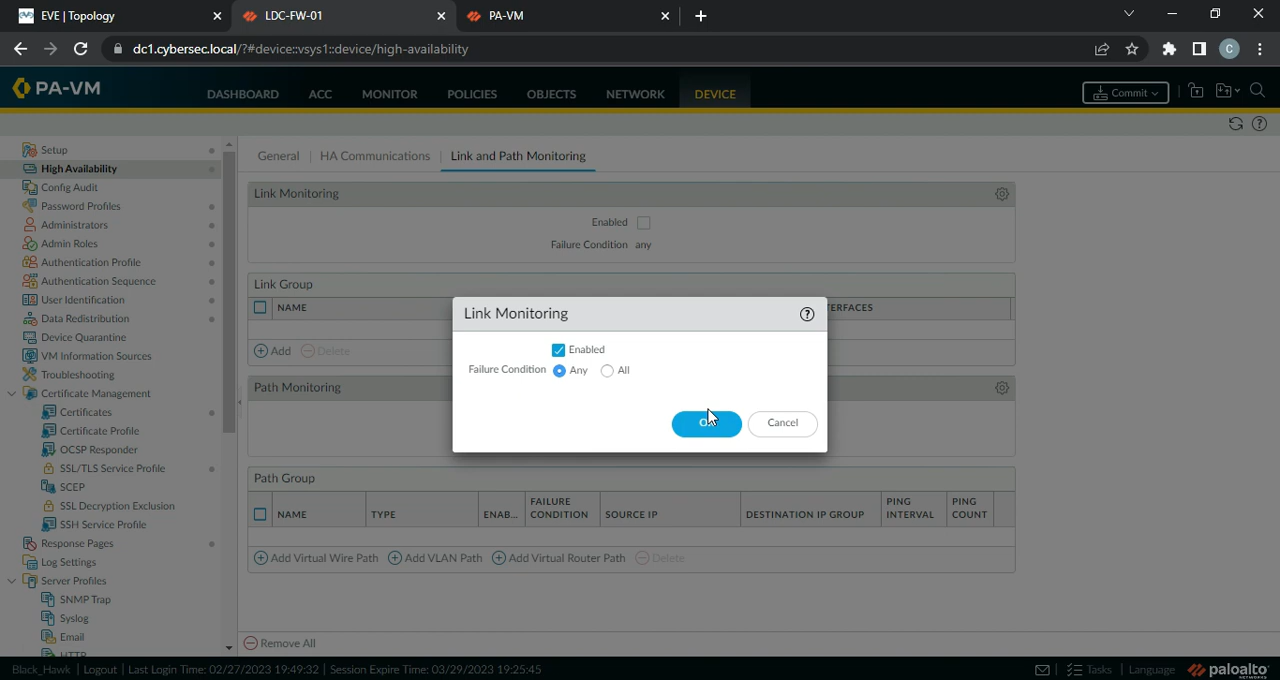 EVE | Topology
LDC-FW-01
PA-VM
dc1.cybersec.local/?#device::vsys1::device/high-availability
C
PA-VM
DASHBOARD
ACC
MONITOR
POLICIES
OBJECTS
NETWORK
DEVICE
Commit
Setup
High Availability
Config Audit
Password Profiles
Administrators
Admin Roles
Authentication Profile
Authentication Sequence
User Identification
Data Redistribution
Device Quarantine
VM Information Sources
Troubleshooting
Certificate Management
Certificates
Certificate Profile
OCSP Responder
SSL/TLS Service Profile
SCEP
SSL Decryption Exclusion
SSH Service Profile
Response Pages
Log Settings
Server Profiles
SNMP Trap
Syslog
Email
HTTP
General
HA Communications
Link and Path Monitoring
Link Monitoring
Enabled
Failure Condition any
Link Group
NAME
TERFACES
Add
Delete
Link Monitoring
Enabled
Failure Condition Any All
Cancel
Path Monitoring
Path Group
NAME
TYPE
ENAB...
FAILURE CONDITION
SOURCE IP
DESTINATION IP GROUP
PING INTERVAL
PING COUNT
Add Virtual Wire Path
Add VLAN Path
Add Virtual Router Path
Delete
Remove All
Black_Hawk | Logout | Last Login Time: 02/27/2023 19:49:32 | Session Expire Time: 03/29/2023 19:25:45
Tasks | Language
paloalto
NETWORKS